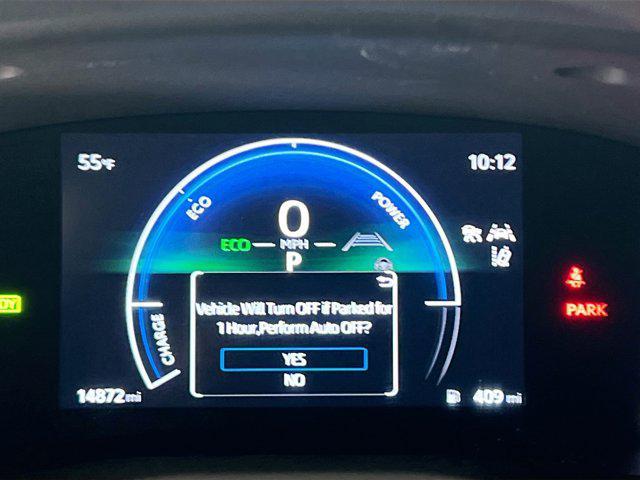 55°F
10:12
ECO
POWER
0
ECO
MPH
P
DY
PARK
Vehicle Will Turn OFF if Parked for
1 Hour,Perform Auto OFF?
CHARGE
YES
NO
14872 mi
409 mi